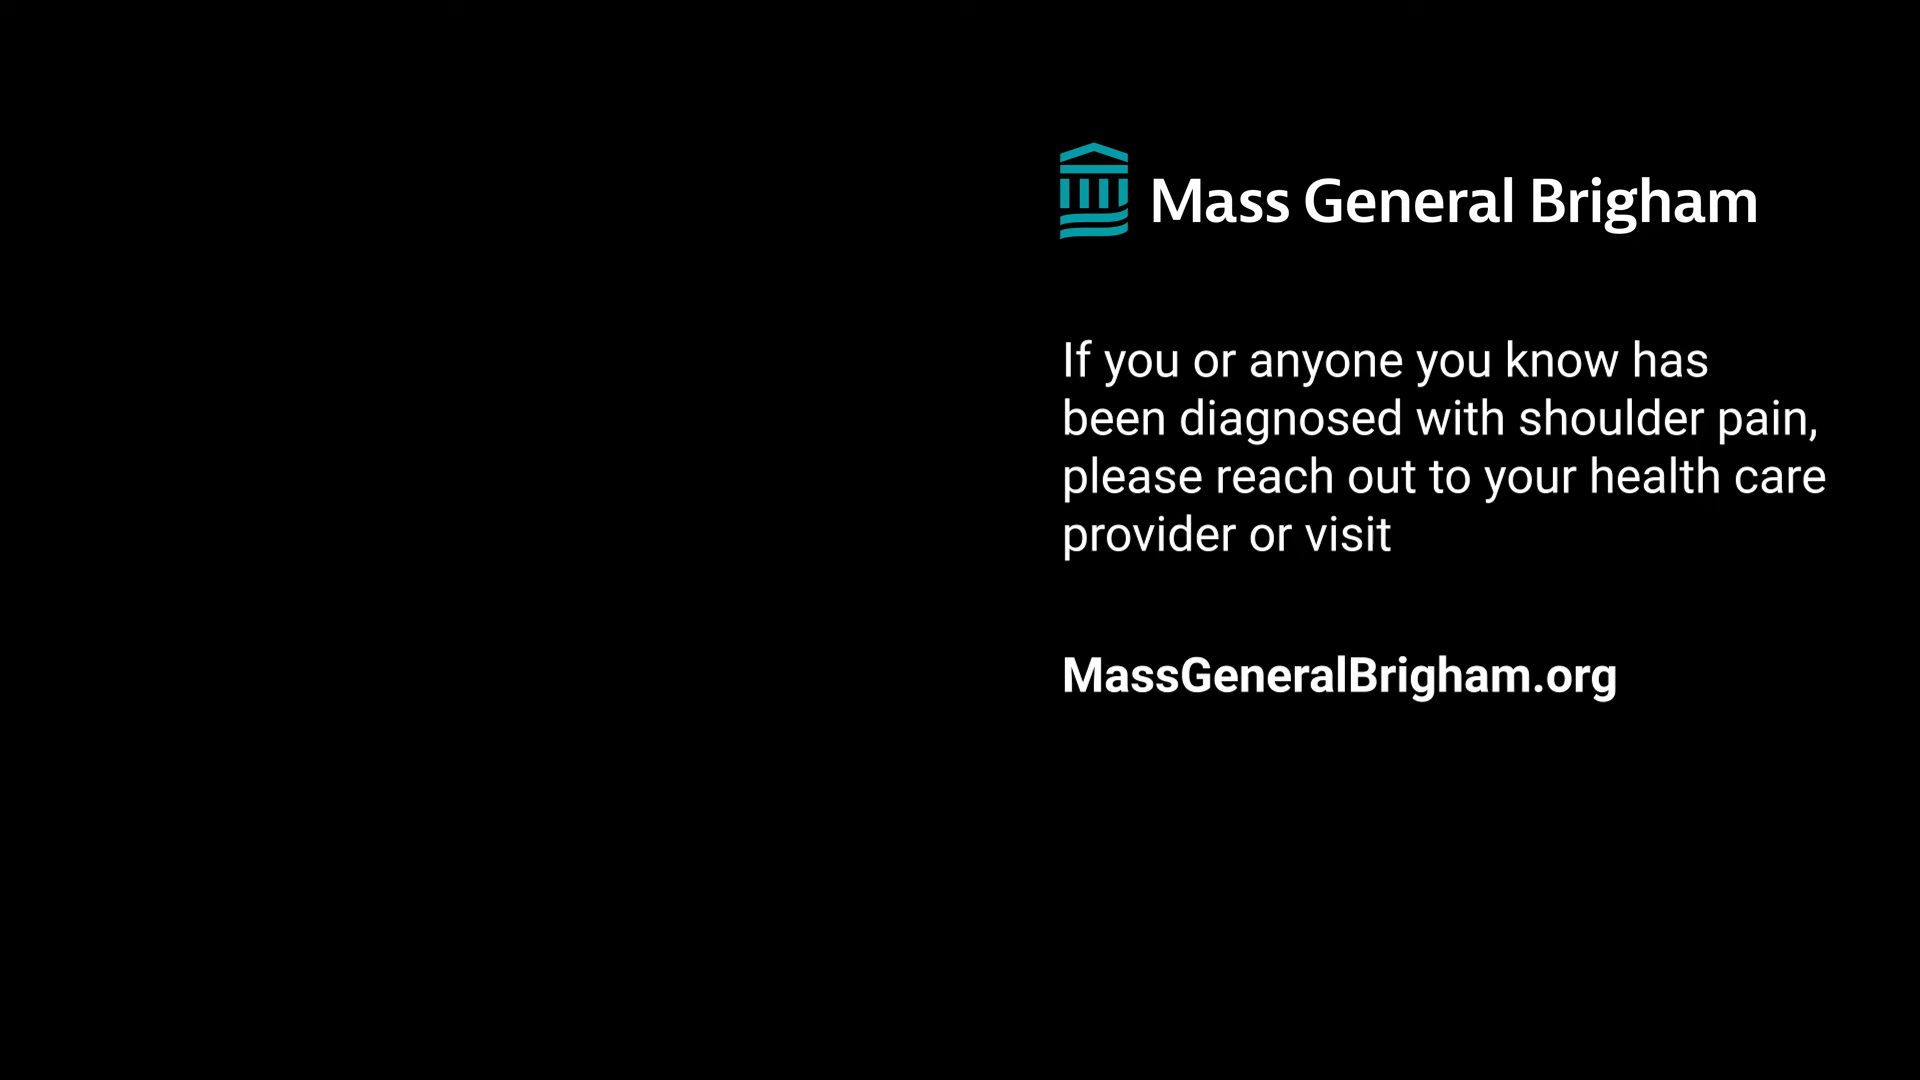 Mass General Brigham
If you or anyone you know has
been diagnosed with shoulder pain,
please reach out to your health care
provider or visit
MassGeneralBrigham.org